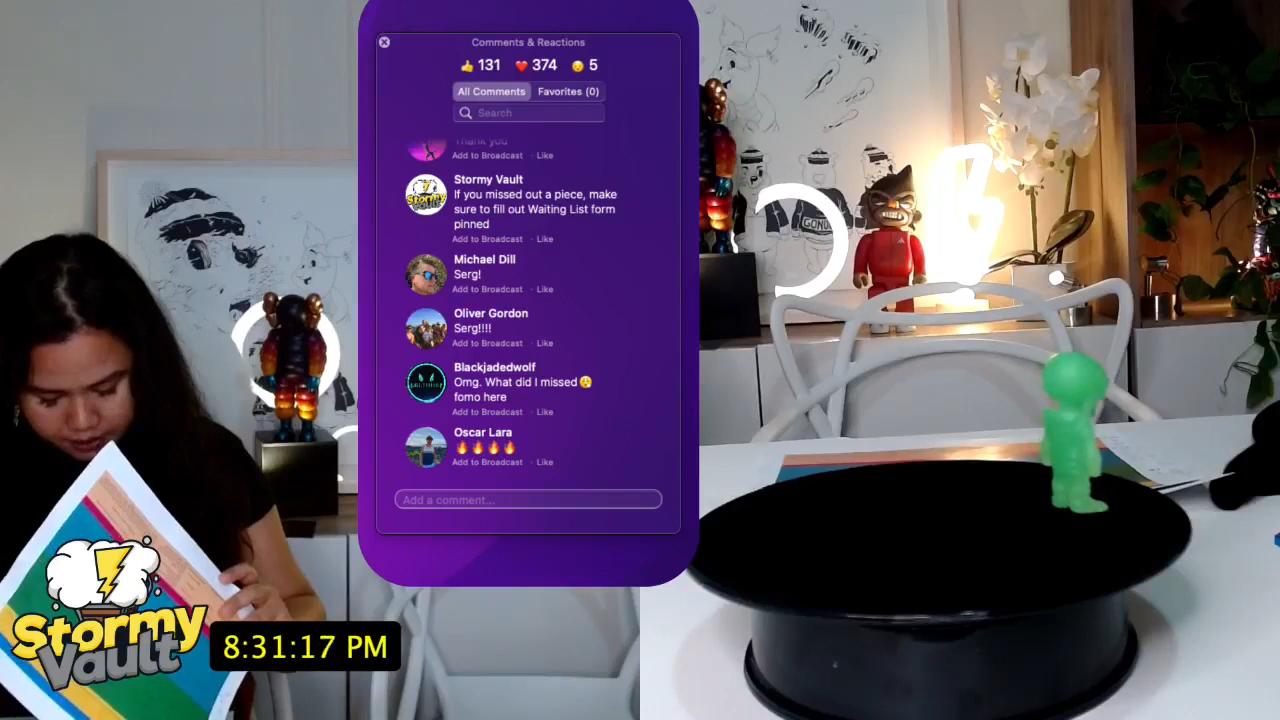 Comments & Reactions
131 374 5
All Comments Favorites (0)
Search
Thank you
Add to Broadcast · Like
Stormy Vault
If you missed out a piece, make
sure to fill out Waiting List form
pinned
Add to Broadcast · Like
Michael Dill
Serg!
Add to Broadcast · Like
Oliver Gordon
Serg!!!!
Add to Broadcast · Like
Blackjadedwolf
Omg. What did I missed 😲
fomo here
Add to Broadcast · Like
Oscar Lara
🔥🔥🔥🔥
Add to Broadcast · Like
Add a comment...
Stormy
Vault
8:31:17 PM